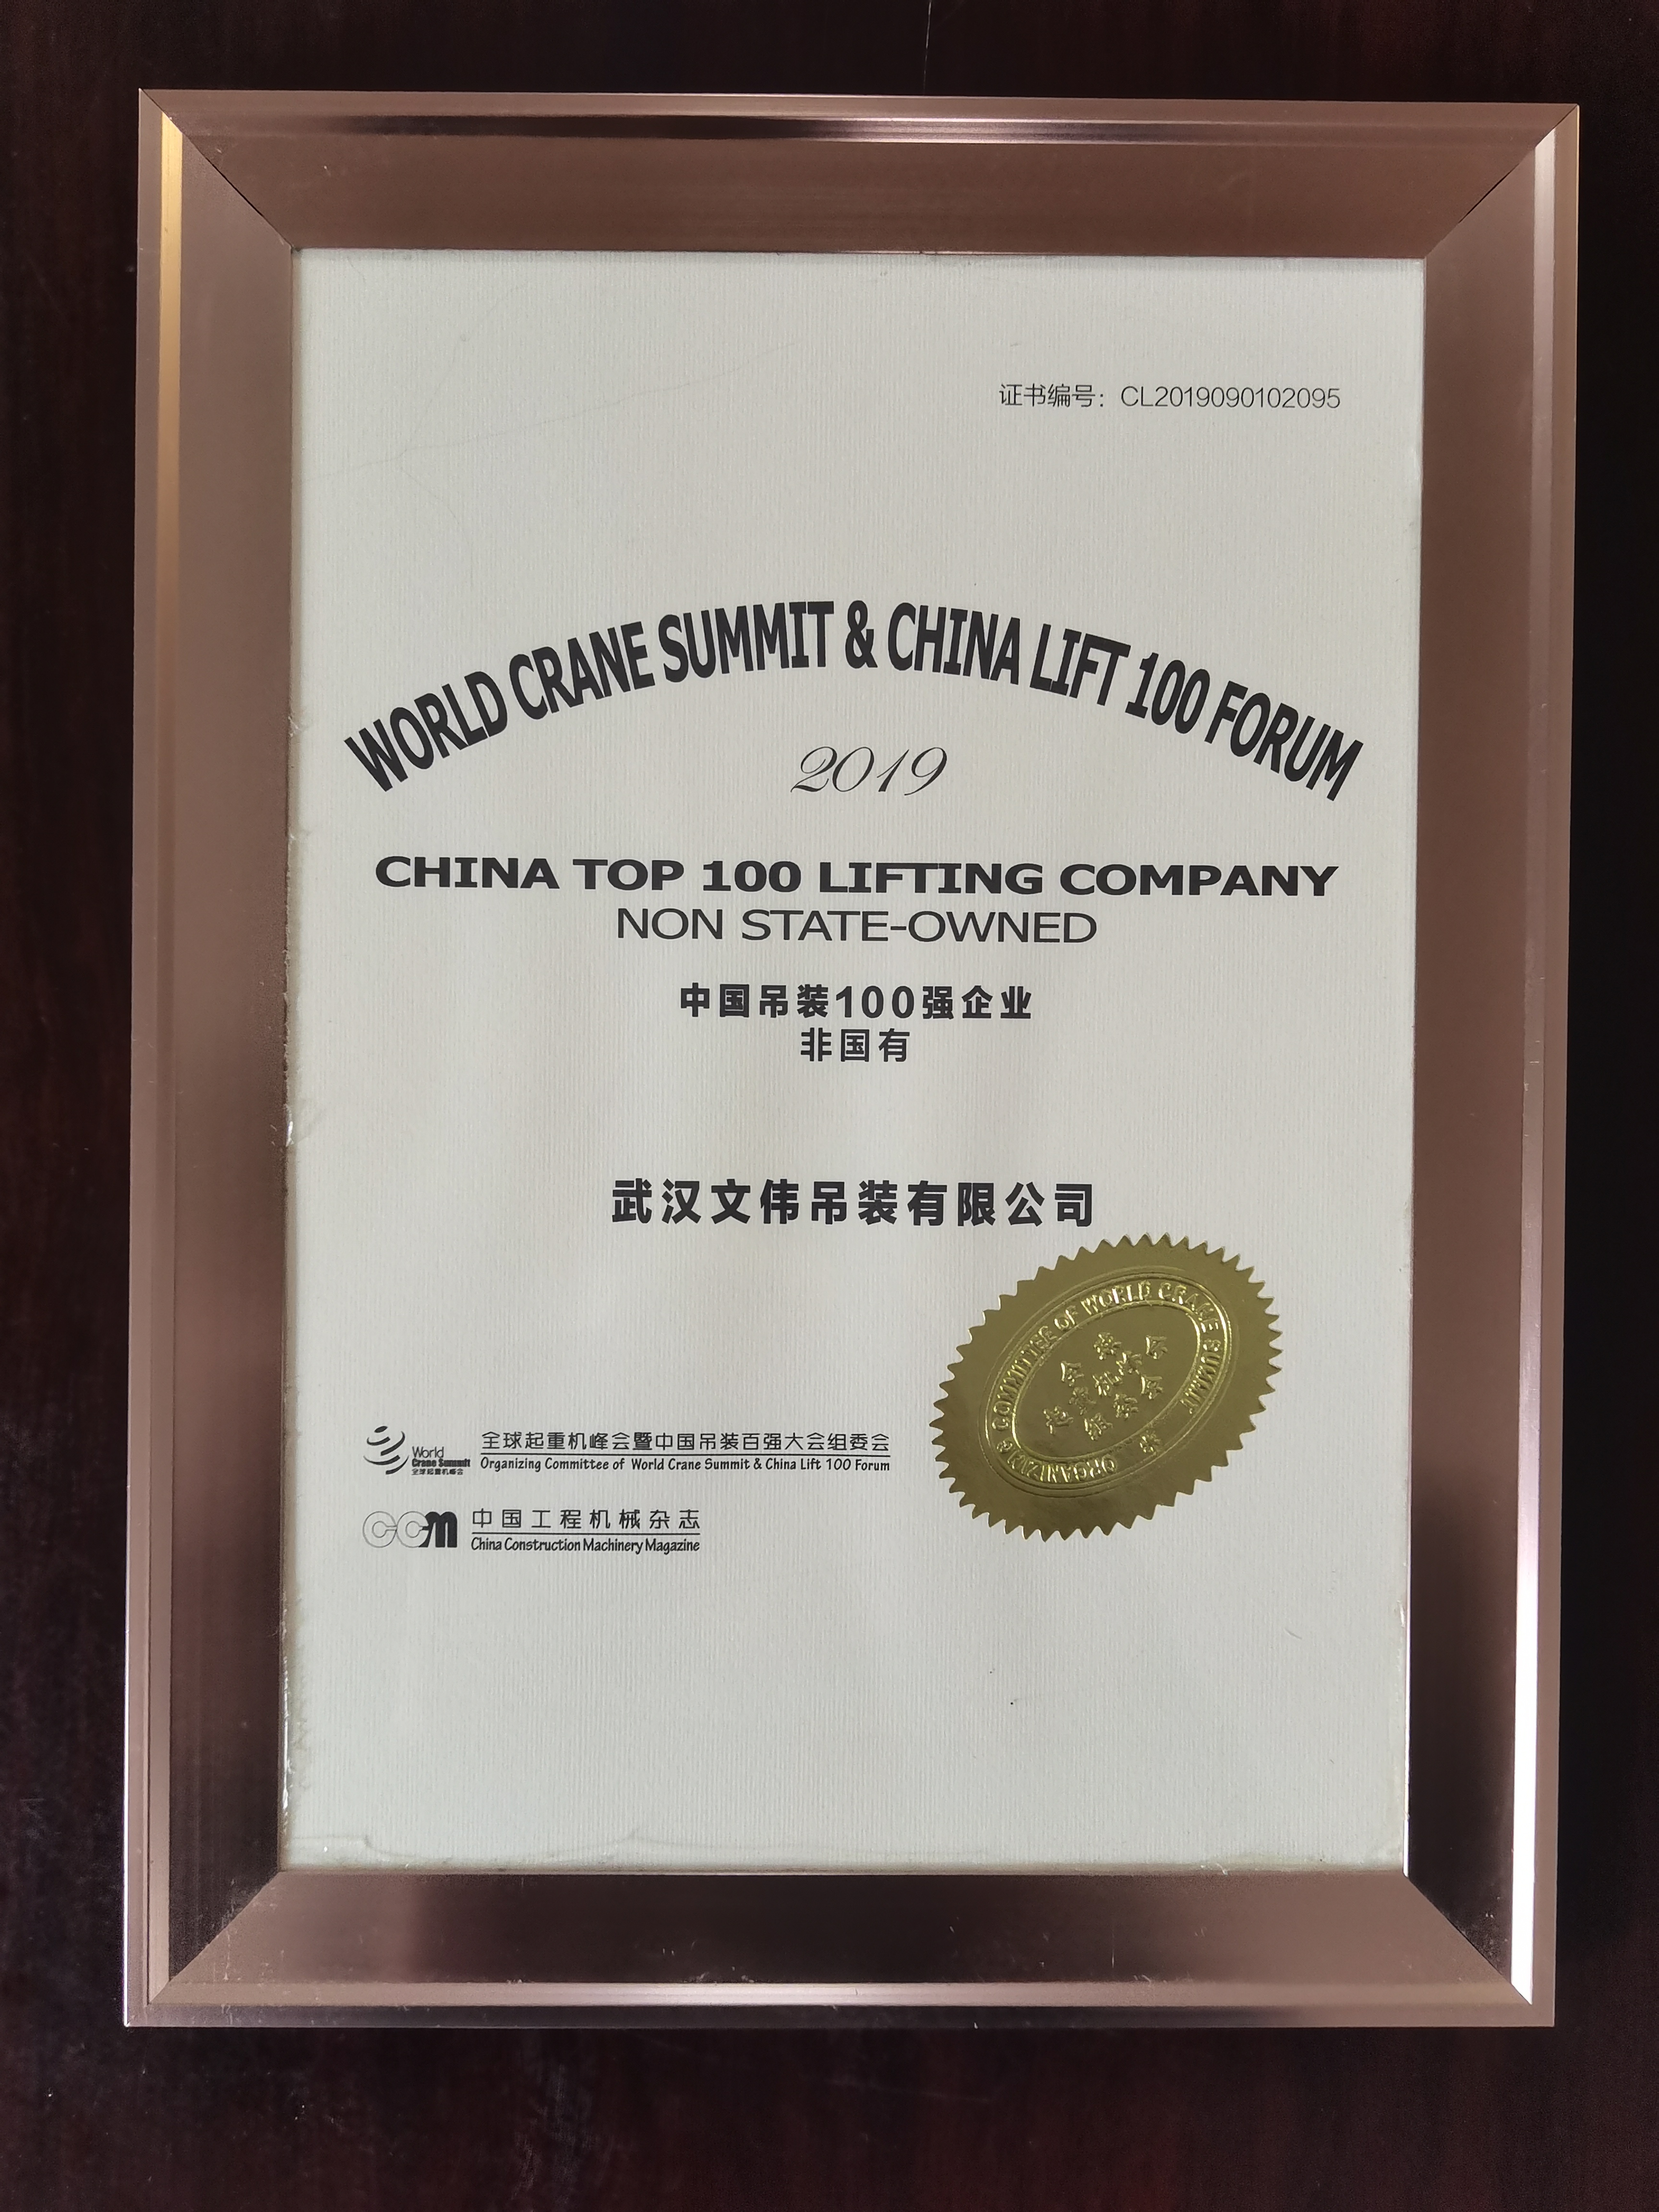 证书编号：CL2019090102095
WORLD CRANE SUMMIT & CHINA LIFT 100 FORUM
2019
CHINA TOP 100 LIFTING COMPANY
NON STATE-OWNED
中国吊装100强企业
非国有
武汉文伟吊装有限公司
ORGANIZING COMMITTEE OF WORLD CRANE SUMMIT
World
Crane Summit
全球起重机峰会
全球起重机峰会暨中国吊装百强大会组委会
Organizing Committee of World Crane Summit & China Lift 100 Forum
CCM
中国工程机械杂志
China Construction Machinery Magazine